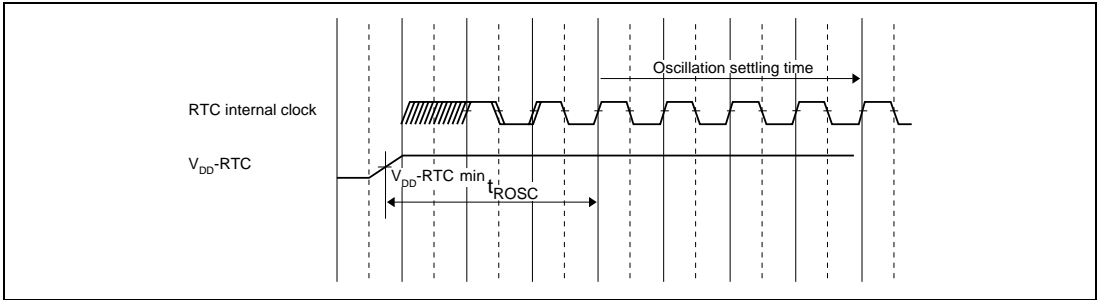 Oscillation settling time
RTC internal clock
VDD-RTC
VDD-RTC min
tROSC